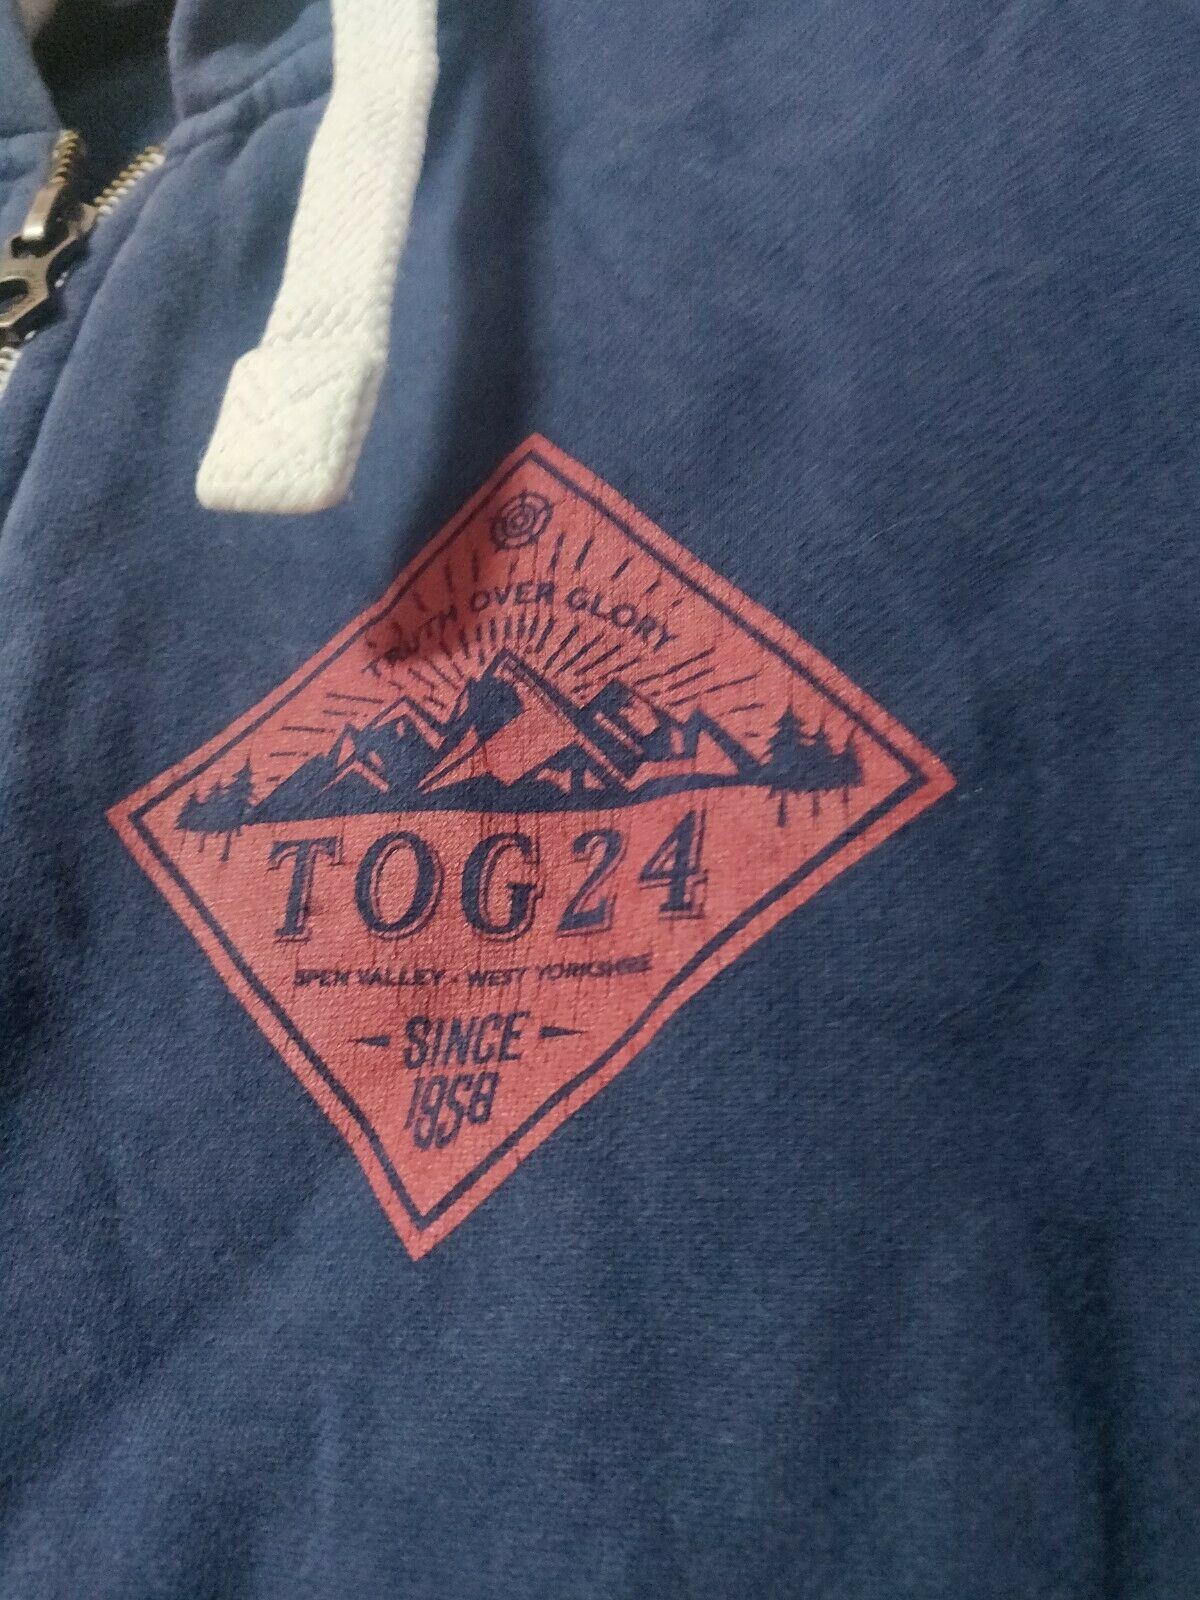 TRUTH OVER GLORY
TOG24
SPEN VALLEY - WEST YORKSHIRE
- SINCE -
1958